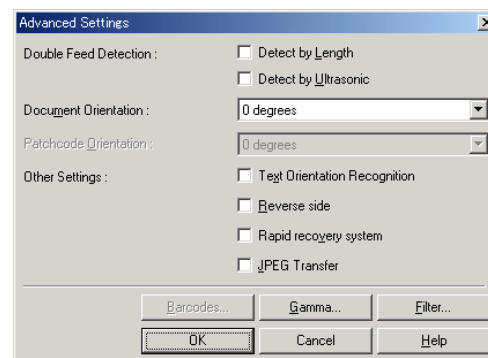 Advanced Settings
Double Feed Detection :
Detect by Length
Detect by Ultrasonic
Document Orientation :
0 degrees
Patchcode Orientation :
0 degrees
Other Settings :
Text Orientation Recognition
Reverse side
Rapid recovery system
JPEG Transfer
Barcodes...
Gamma...
Filter...
OK
Cancel
Help